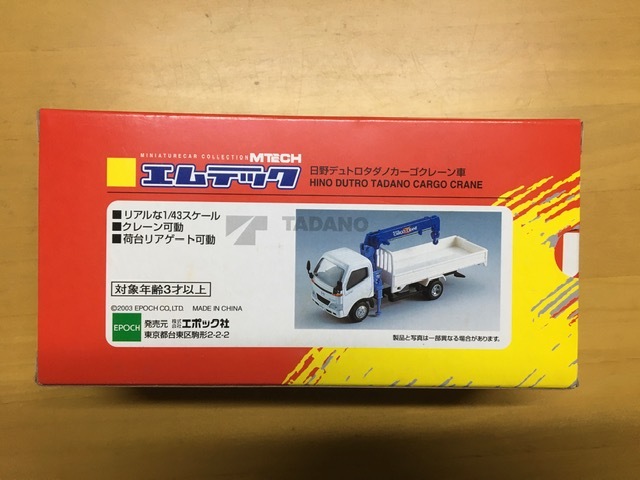 MINIATURECAR COLLECTION MTECH
エムテック
日野デュトロタダノカーゴクレーン車
HINO DUTRO TADANO CARGO CRANE
■リアルな1/43スケール
■クレーン可動
■荷台リアゲート可動
TADANO
対象年齢3才以上
©2003 EPOCH CO., LTD. MADE IN CHINA
EPOCH
発売元 株式会社 エポック社
東京都台東区駒形2-2-2
製品と写真は一部異なる場合があります。